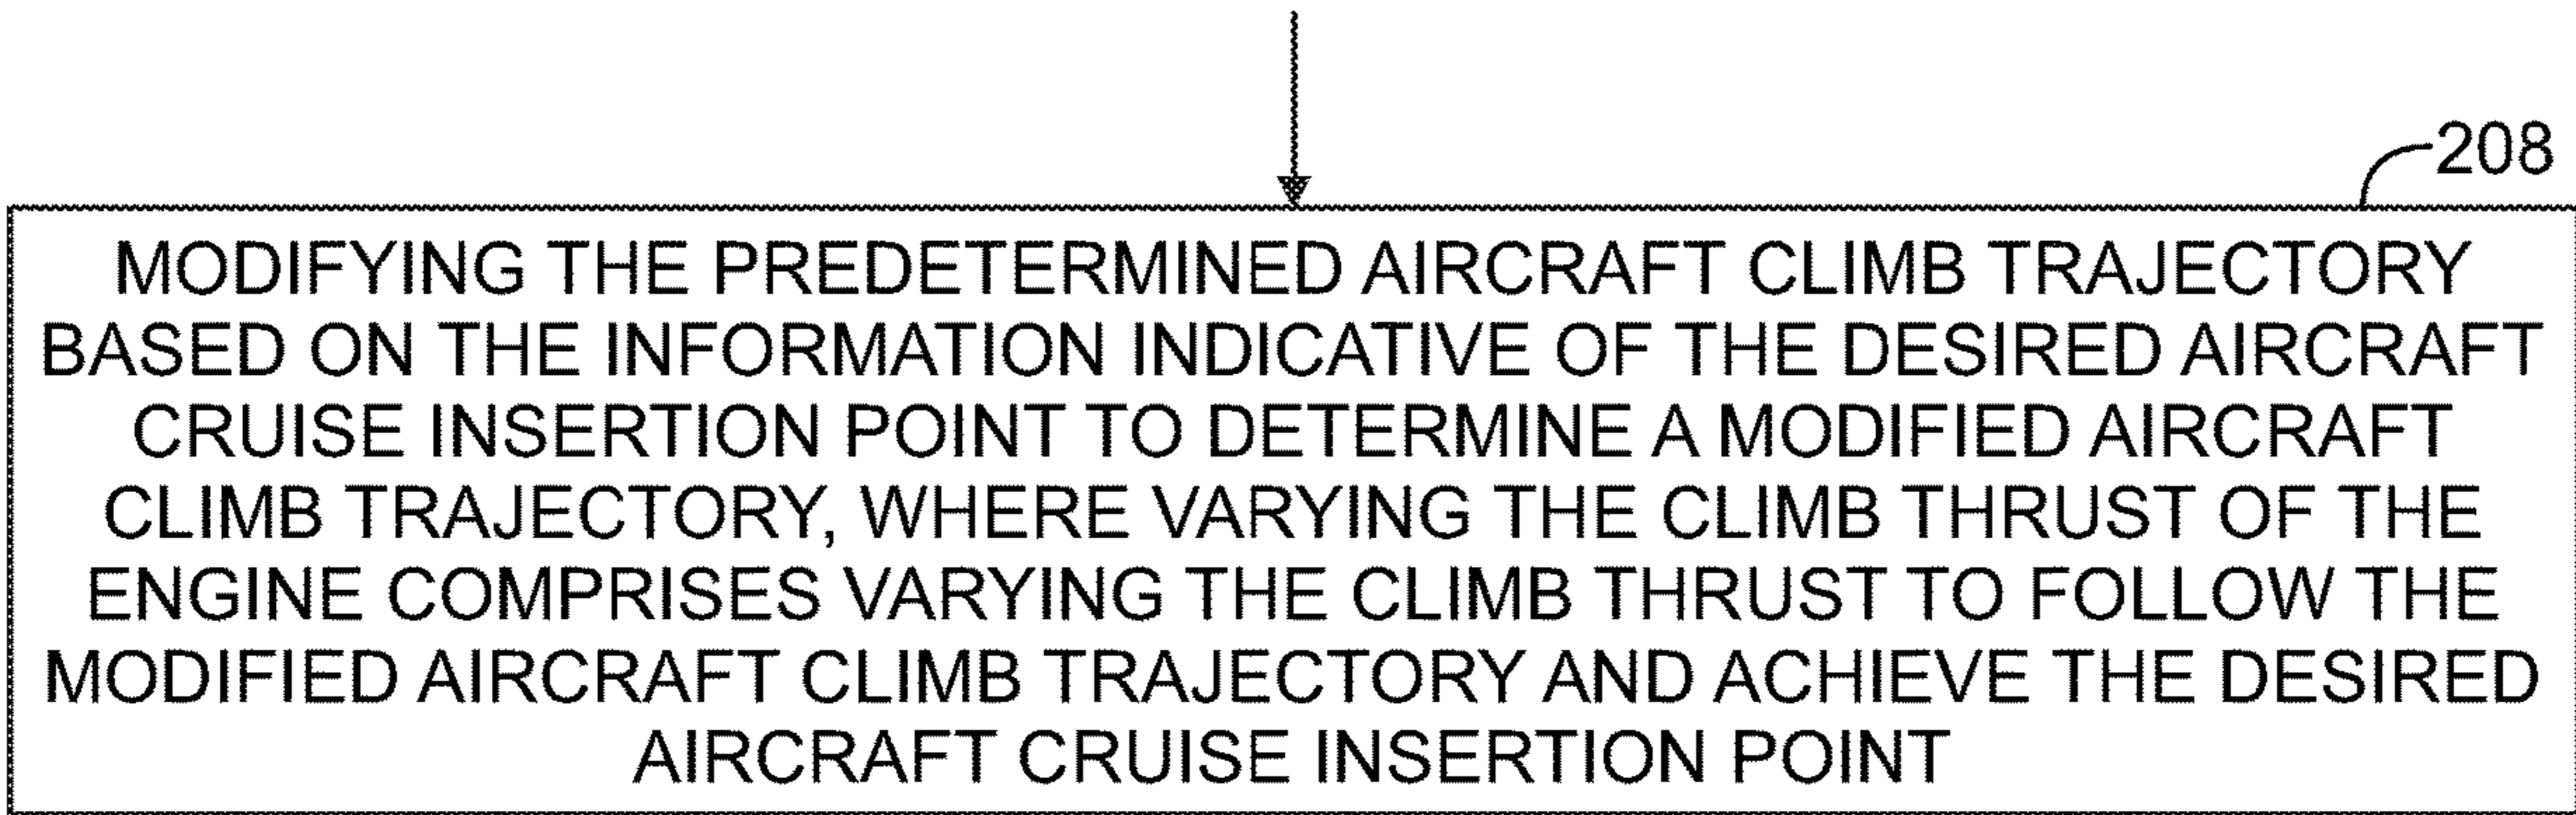 208
MODIFYING THE PREDETERMINED AIRCRAFT CLIMB TRAJECTORY
BASED ON THE INFORMATION INDICATIVE OF THE DESIRED AIRCRAFT
CRUISE INSERTION POINT TO DETERMINE A MODIFIED AIRCRAFT
CLIMB TRAJECTORY, WHERE VARYING THE CLIMB THRUST OF THE
ENGINE COMPRISES VARYING THE CLIMB THRUST TO FOLLOW THE
MODIFIED AIRCRAFT CLIMB TRAJECTORY AND ACHIEVE THE DESIRED
AIRCRAFT CRUISE INSERTION POINT